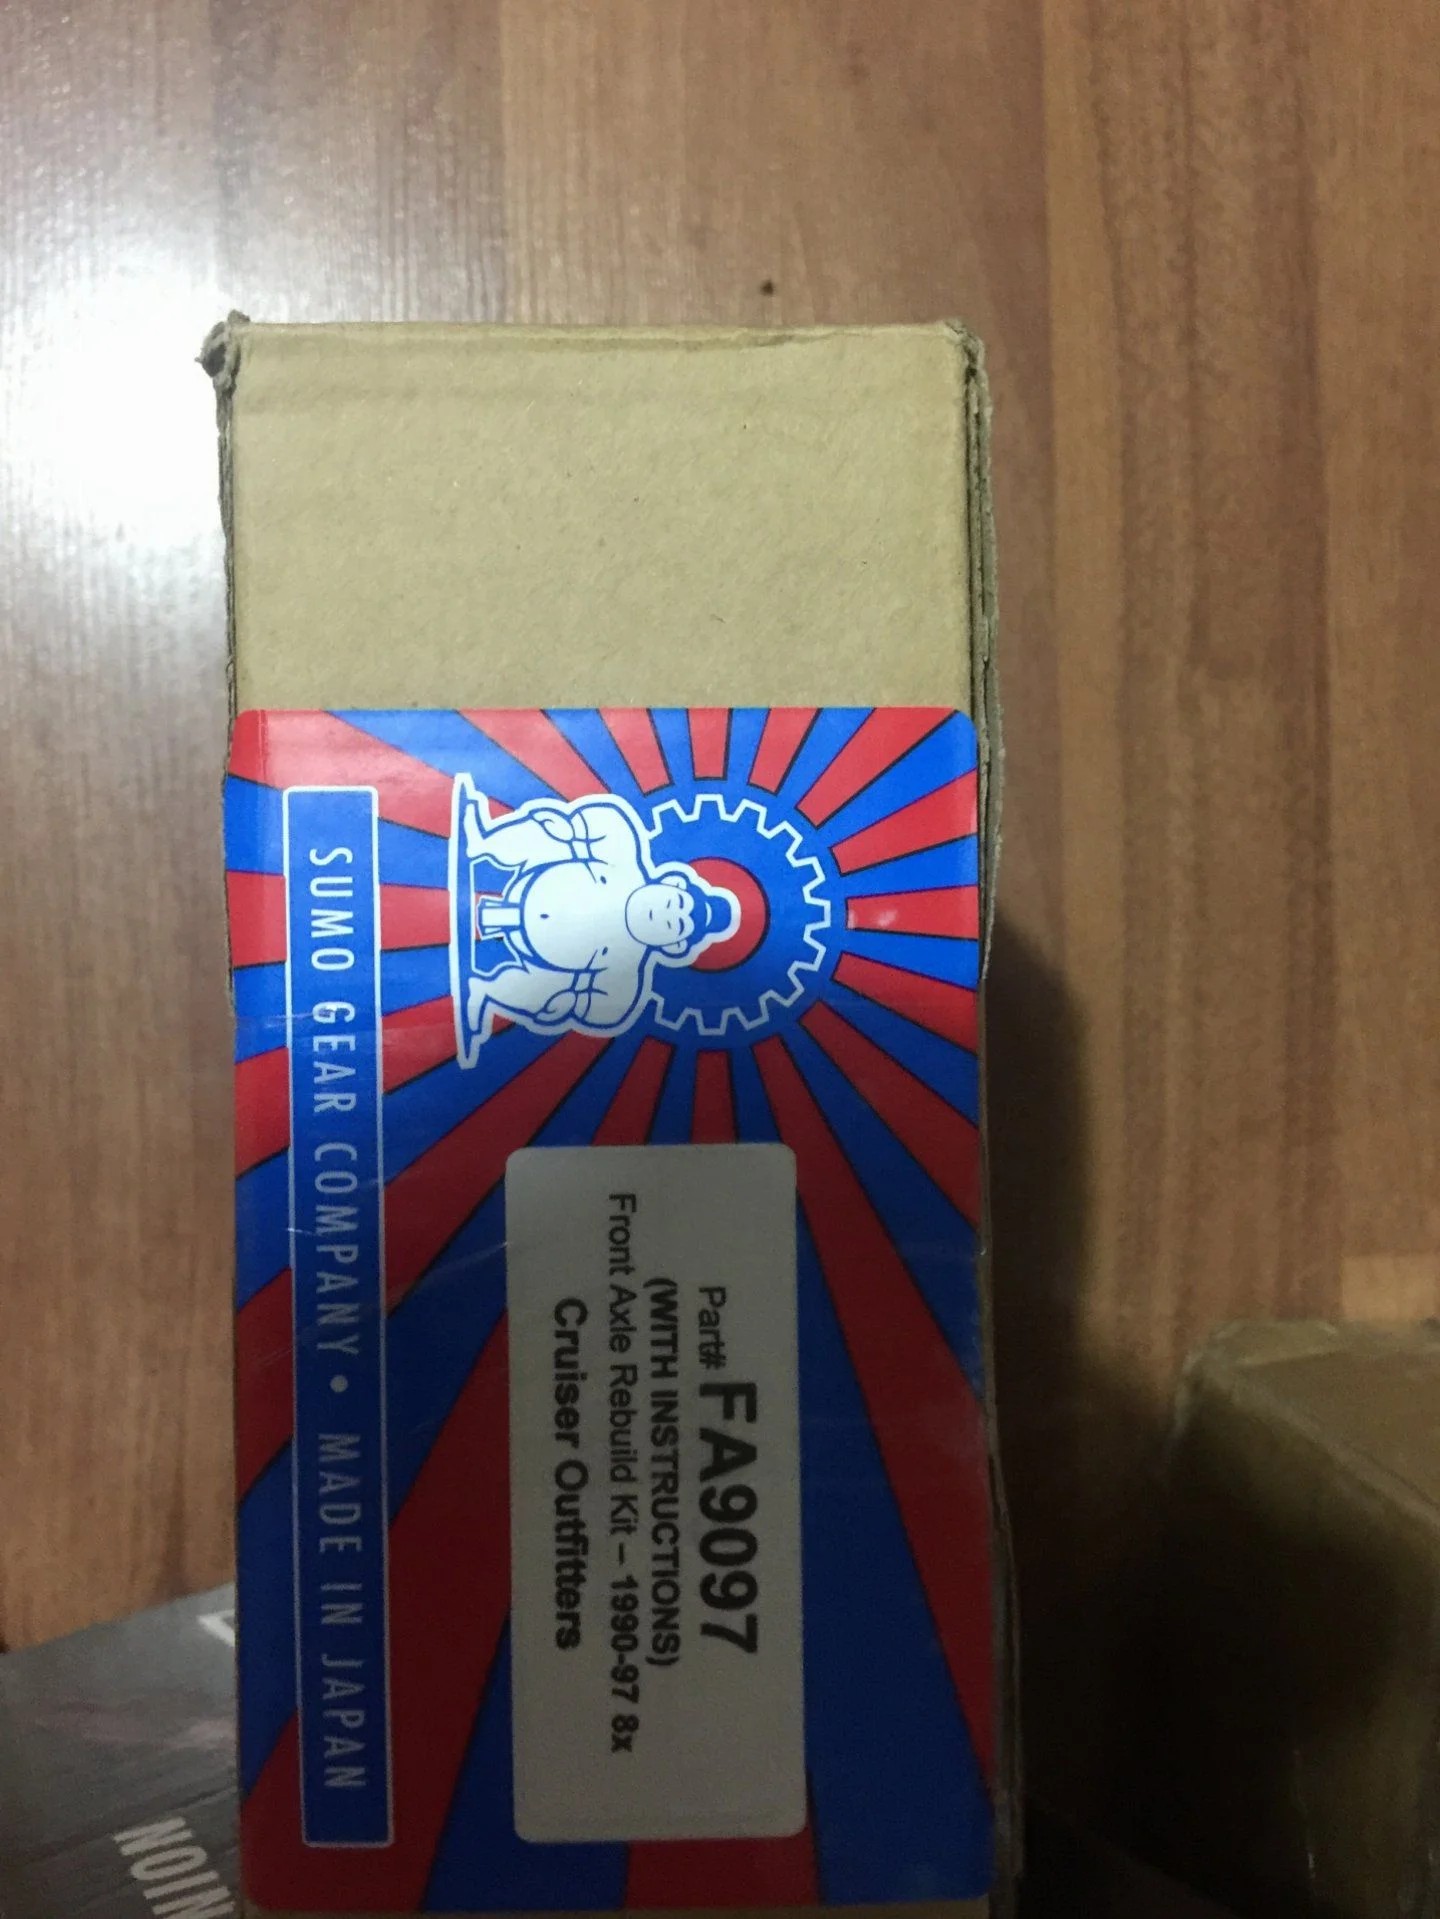 Part# FA9097
(WITH INSTRUCTIONS)
Front Axle Rebuild Kit – 1990-97 8x
Cruiser Outfitters
SUMO GEAR COMPANY • MADE IN JAPAN